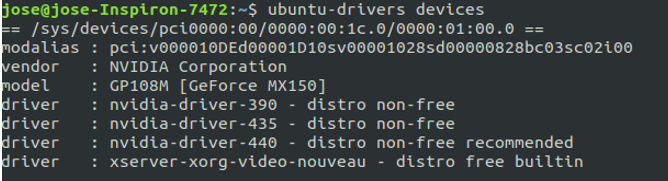 jose@jose-Inspiron-7472:~$ ubuntu-drivers devices
== /sys/devices/pci0000:00/0000:00:1c.0/0000:01:00.0 ==
modalias : pci:v000010DEd00001D10sv00001028sd00000828bc03sc02i00
vendor   : NVIDIA Corporation
model    : GP108M [GeForce MX150]
driver   : nvidia-driver-390 - distro non-free
driver   : nvidia-driver-435 - distro non-free
driver   : nvidia-driver-440 - distro non-free recommended
driver   : xserver-xorg-video-nouveau - distro free builtin